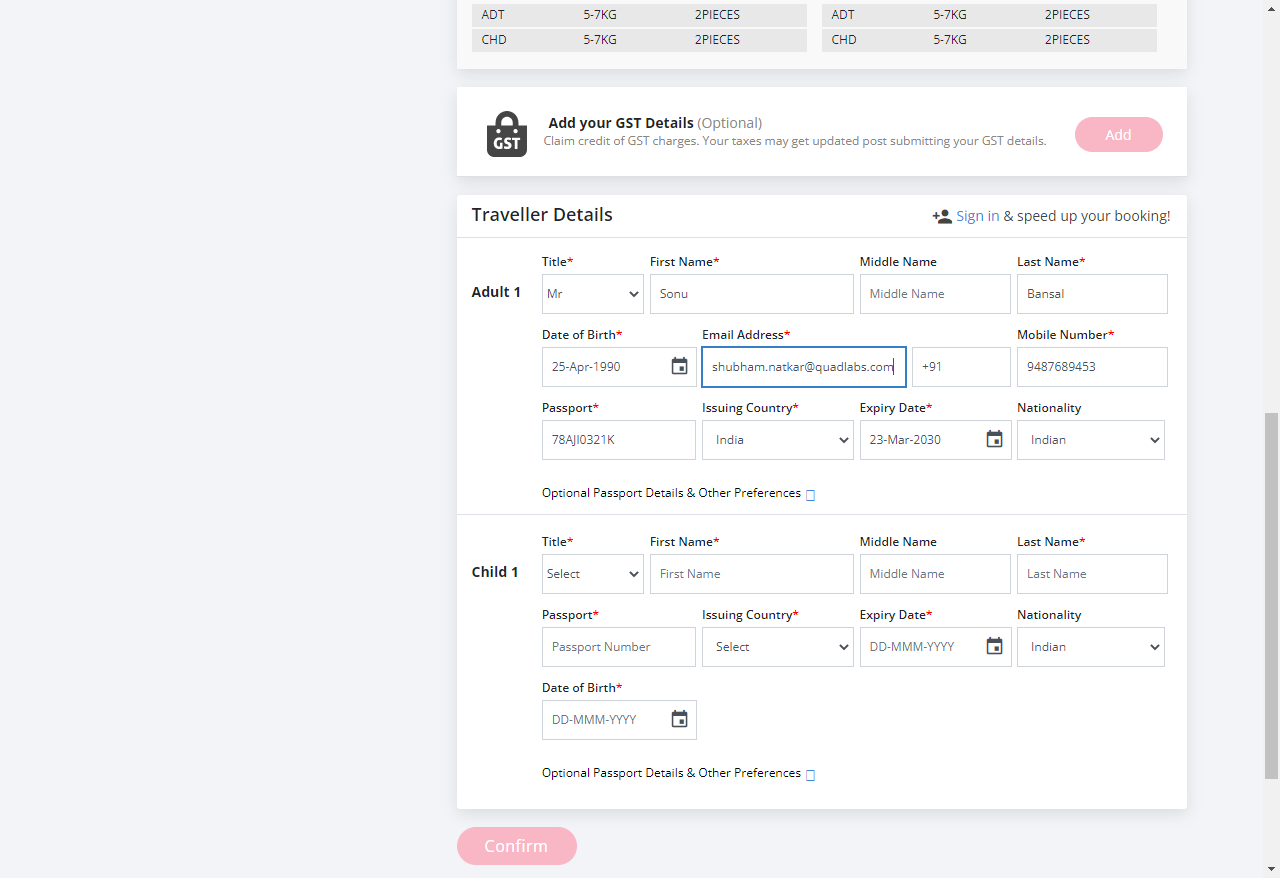 ADT 5-7KG 2PIECES ADT 5-7KG 2PIECES
CHD 5-7KG 2PIECES CHD 5-7KG 2PIECES
GST
Add your GST Details (Optional)
Claim credit of GST charges. Your taxes may get updated post submitting your GST details.
Add
Traveller Details Sign in & speed up your booking!
Title* First Name* Middle Name Last Name*
Adult 1 Mr Sonu Middle Name Bansal
Date of Birth* Email Address* Mobile Number*
25-Apr-1990 shubham.natkar@quadlabs.com +91 9487689453
Passport* Issuing Country* Expiry Date* Nationality
78AJI0321K India 23-Mar-2030 Indian
Optional Passport Details & Other Preferences
Title* First Name* Middle Name Last Name*
Child 1 Select First Name Middle Name Last Name
Passport* Issuing Country* Expiry Date* Nationality
Passport Number Select DD-MMM-YYYY Indian
Date of Birth*
DD-MMM-YYYY
Optional Passport Details & Other Preferences
Confirm